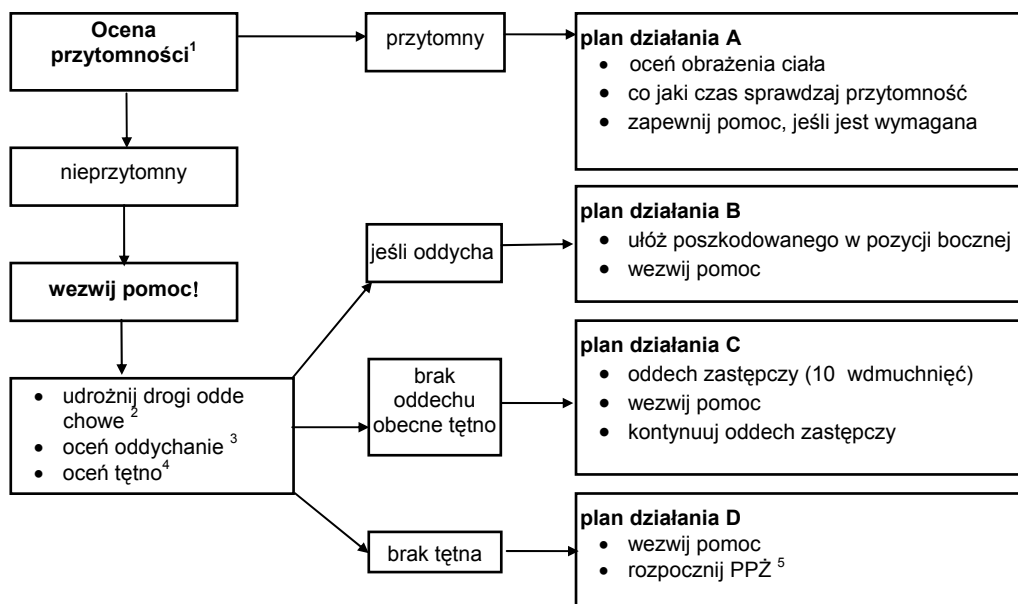 Ocena
przytomności¹
przytomny
plan działania A
• oceń obrażenia ciała
• co jaki czas sprawdzaj przytomność
• zapewnij pomoc, jeśli jest wymagana
nieprzytomny
wezwij pomoc!
• udrożnij drogi odde
chowe ²
• oceń oddychanie ³
• oceń tętno⁴
jeśli oddycha
plan działania B
• ułóż poszkodowanego w pozycji bocznej
• wezwij pomoc
brak
oddechu
obecne tętno
plan działania C
• oddech zastępczy (10 wdmuchnięć)
• wezwij pomoc
• kontynuuj oddech zastępczy
brak tętna
plan działania D
• wezwij pomoc
• rozpocznij PPŻ ⁵